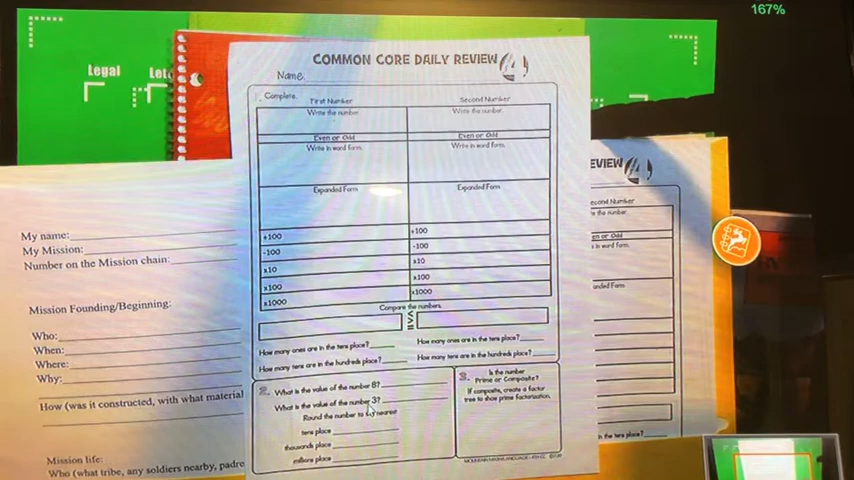 167%
Legal
COMMON CORE DAILY REVIEW
Name:
1. Complete.
First Number
Second Number
Write the number.
Write the number.
Even or Odd
Even or Odd
Write in word form.
Write in word form.
Expanded Form
Expanded Form
+100
+100
-100
-100
x10
x10
x100
x100
x1000
x1000
Compare the numbers.
<
>
=
How many ones are in the tens place?
How many ones are in the tens place?
How many tens are in the hundreds place?
How many tens are in the hundreds place?
2. What is the value of the number 8?
What is the value of the number 3?
Round the number to nearest
tens place
thousands place
millions place
3. Is the number
Prime or Composite?
If composite, create a factor
tree to show prime factorization.
My name:
My Mission:
Number on the Mission chain:
Mission Founding/Beginning:
Who:
When:
Where:
Why:
How (was it constructed, with what material
Mission life:
Who (what tribe, any soldiers nearby, padre
EVIEW
econd Number
e the number.
en or Odd
in word form.
anded Form
n the tens place?